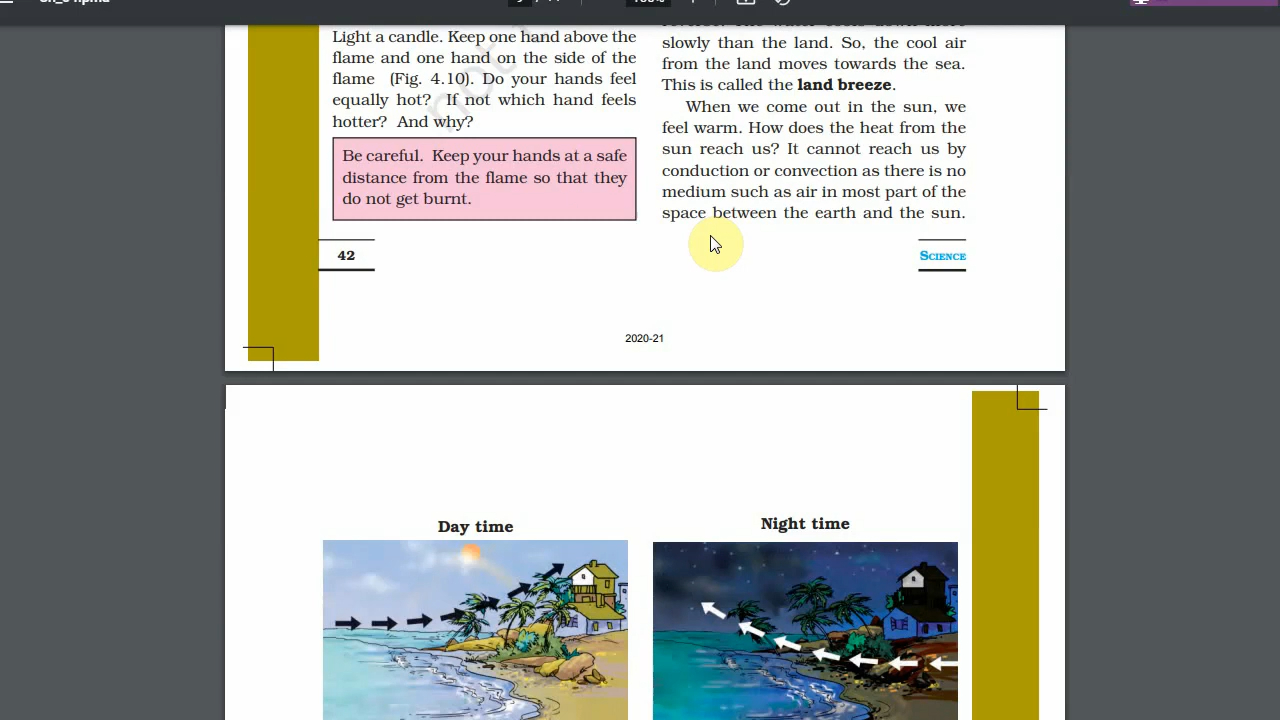 Light a candle. Keep one hand above the
flame and one hand on the side of the
flame (Fig. 4.10). Do your hands feel
equally hot? If not which hand feels
hotter? And why?
Be careful. Keep your hands at a safe
distance from the flame so that they
do not get burnt.
42
slowly than the land. So, the cool air
from the land moves towards the sea.
This is called the land breeze.
When we come out in the sun, we
feel warm. How does the heat from the
sun reach us? It cannot reach us by
conduction or convection as there is no
medium such as air in most part of the
space between the earth and the sun.
SCIENCE
not
2020-21
Day time
Night time